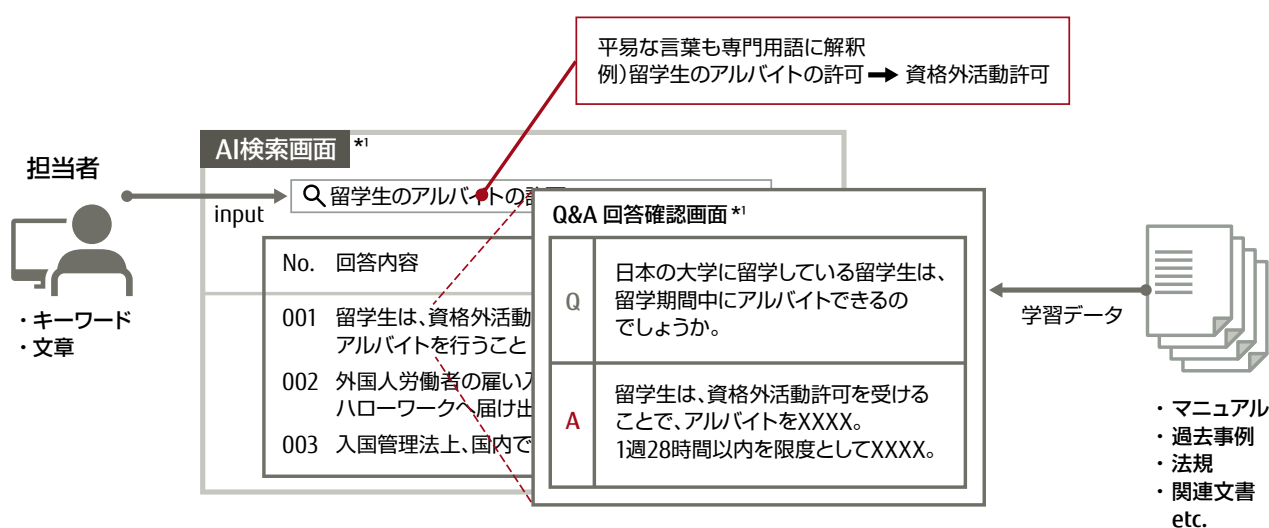 平易な言葉も専門用語に解釈
例)留学生のアルバイトの許可 ➡ 資格外活動許可
担当者
input
・キーワード
・文章
AI検索画面 *1
留学生のアルバイトの
No. 回答内容
001 留学生は、資格外活動
アルバイトを行うこと
002 外国人労働者の雇い
ハローワークへ届け出
003 入国管理法上、国内で
Q&A 回答確認画面 *1
Q
日本の大学に留学している留学生は、
留学期間中にアルバイトできるの
でしょうか。
A
留学生は、資格外活動許可を受ける
ことで、アルバイトをXXXX。
1週28時間以内を限度としてXXXX。
学習データ
・マニュアル
・過去事例
・法規
・関連文書
etc.